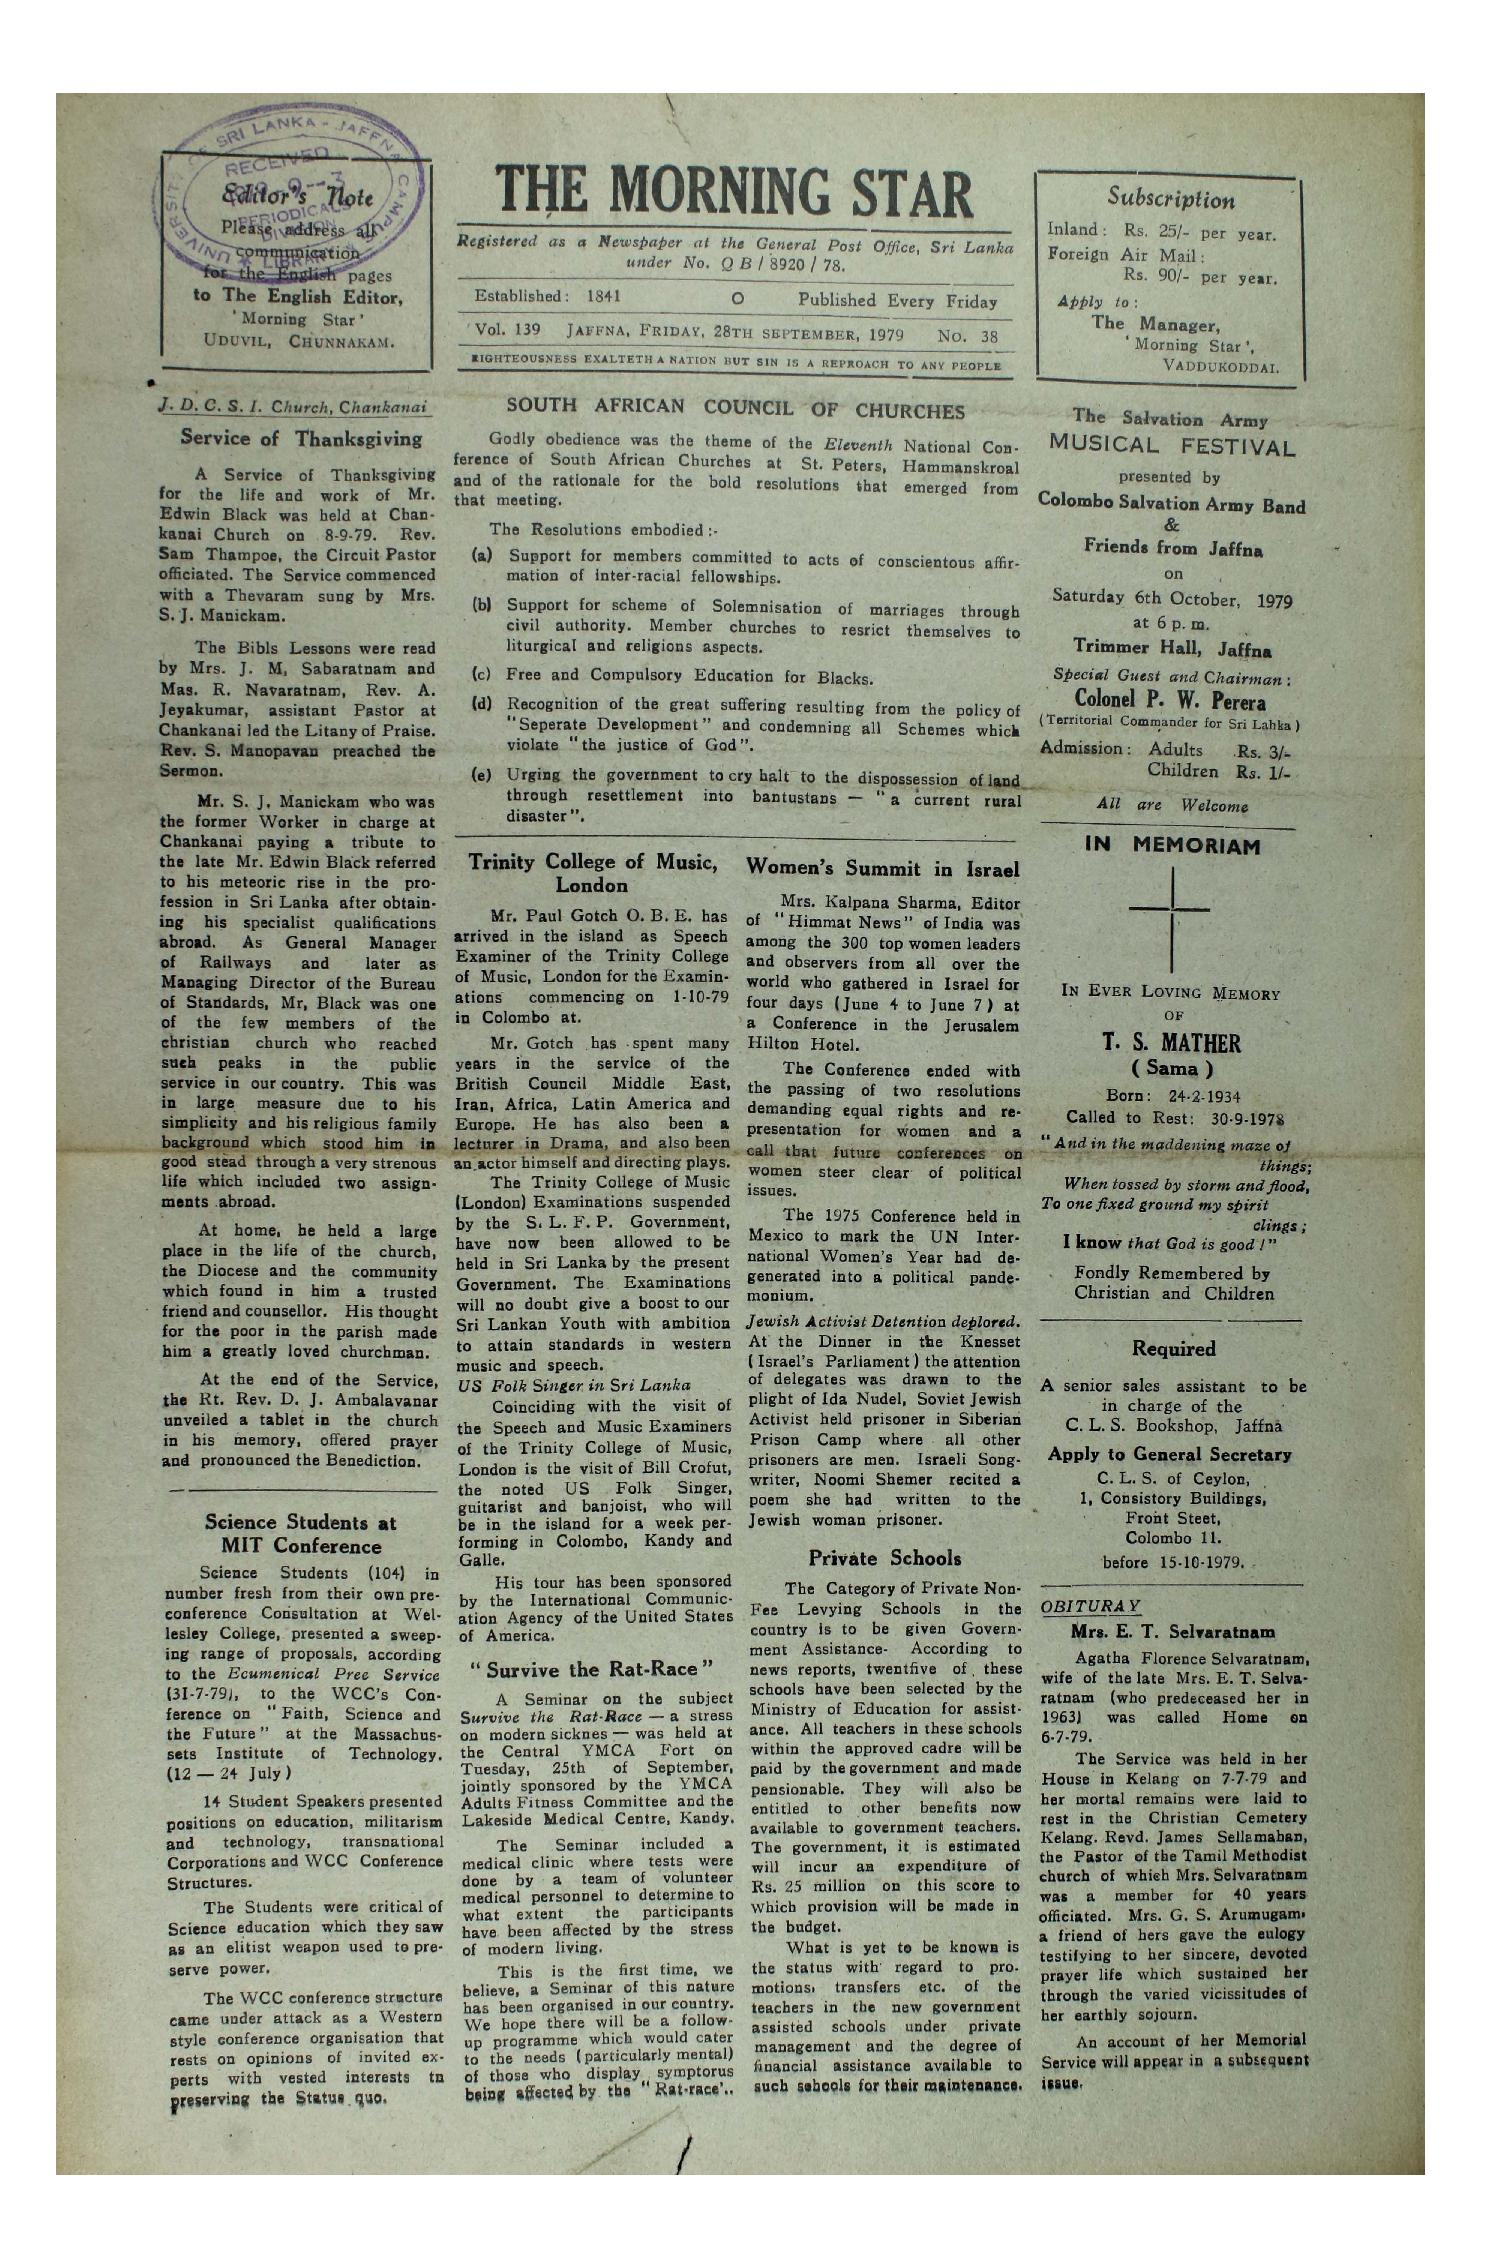 UNIVERSITY OF SRI LANKA - JAFFNA CAMPUS
LIBRARY
RECEIVED
PERIODICALS
DIVISION
Editor's Note
Please address all
communication
for the English pages
to The English Editor,
'Morning Star'
UDUVIL, CHUNNAKAM.
THE MORNING STAR
Registered as a Newspaper at the General Post Office, Sri Lanka
under No. Q B / 8920 / 78.
Established: 1841 O Published Every Friday
Vol. 139 JAFFNA, FRIDAY, 28TH SEPTEMBER, 1979 No. 38
RIGHTEOUSNESS EXALTETH A NATION BUT SIN IS A REPROACH TO ANY PEOPLE
Subscription
Inland: Rs. 25/- per year.
Foreign Air Mail:
Rs. 90/- per year.
Apply to:
The Manager,
'Morning Star',
VADDUKODDAI.
J. D. C. S. I. Church, Chankanai
Service of Thanksgiving
A Service of Thanksgiving
for the life and work of Mr.
Edwin Black was held at Chan-
kanai Church on 8-9-79. Rev.
Sam Thampoe, the Circuit Pastor
officiated. The Service commenced
with a Thevaram sung by Mrs.
S. J. Manickam.
The Bibls Lessons were read
by Mrs. J. M, Sabaratnam and
Mas. R. Navaratnam, Rev. A.
Jeyakumar, assistant Pastor at
Chankanai led the Litany of Praise.
Rev. S. Manopavan preached the
Sermon.
Mr. S. J. Manickam who was
the former Worker in charge at
Chankanai paying a tribute to
the late Mr. Edwin Black referred
to his meteoric rise in the pro-
fession in Sri Lanka after obtain-
ing his specialist qualifications
abroad. As General Manager
of Railways and later as
Managing Director of the Bureau
of Standards, Mr, Black was one
of the few members of the
christian church who reached
such peaks in the public
service in our country. This was
in large measure due to his
simplicity and his religious family
background which stood him in
good stead through a very strenous
life which included two assign-
ments abroad.
At home, he held a large
place in the life of the church,
the Diocese and the community
which found in him a trusted
friend and counsellor. His thought
for the poor in the parish made
him a greatly loved churchman.
At the end of the Service,
the Rt. Rev. D. J. Ambalavanar
unveiled a tablet in the church
in his memory, offered prayer
and pronounced the Benediction.
Science Students at
MIT Conference
Science Students (104) in
number fresh from their own pre-
conference Consultation at Wel-
lesley College, presented a sweep-
ing range of proposals, according
to the Ecumenical Pree Service
(31-7-79), to the WCC's Con-
ference on "Faith, Science and
the Future" at the Massachus-
sets Institute of Technology.
(12 — 24 July)
14 Student Speakers presented
positions on education, militarism
and technology, transnational
Corporations and WCC Conference
Structures.
The Students were critical of
Science education which they saw
as an elitist weapon used to pre-
serve power.
The WCC conference structure
came under attack as a Western
style conference organisation that
rests on opinions of invited ex-
perts with vested interests tn
preserving the Status quo.
SOUTH AFRICAN COUNCIL OF CHURCHES
Godly obedience was the theme of the Eleventh National Con-
ference of South African Churches at St. Peters, Hammanskroal
and of the rationale for the bold resolutions that emerged from
that meeting.
The Resolutions embodied :-
(a) Support for members committed to acts of conscientous affir-
mation of inter-racial fellowships.
(b) Support for scheme of Solemnisation of marriages through
civil authority. Member churches to resrict themselves to
liturgical and religions aspects.
(c) Free and Compulsory Education for Blacks.
(d) Recognition of the great suffering resulting from the policy of
"Seperate Development" and condemning all Schemes which
violate "the justice of God".
(e) Urging the government to cry halt to the dispossession of land
through resettlement into bantustans — "a current rural
disaster".
Trinity College of Music,
London
Mr. Paul Gotch O. B. E. has
arrived in the island as Speech
Examiner of the Trinity College
of Music, London for the Examin-
ations commencing on 1-10-79
in Colombo at.
Mr. Gotch has spent many
years in the service of the
British Council Middle East,
Iran, Africa, Latin America and
Europe. He has also been a
lecturer in Drama, and also been
an actor himself and directing plays.
The Trinity College of Music
(London) Examinations suspended
by the S. L. F. P. Government,
have now been allowed to be
held in Sri Lanka by the present
Government. The Examinations
will no doubt give a boost to our
Sri Lankan Youth with ambition
to attain standards in western
music and speech.
US Folk Singer in Sri Lanka
Coinciding with the visit of
the Speech and Music Examiners
of the Trinity College of Music,
London is the visit of Bill Crofut,
the noted US Folk Singer,
guitarist and banjoist, who will
be in the island for a week per-
forming in Colombo, Kandy and
Galle.
His tour has been sponsored
by the International Communic-
ation Agency of the United States
of America.
"Survive the Rat-Race"
A Seminar on the subject
Survive the Rat-Race — a stress
on modern sicknes — was held at
the Central YMCA Fort on
Tuesday, 25th of September,
jointly sponsored by the YMCA
Adults Fitness Committee and the
Lakeside Medical Centre, Kandy.
The Seminar included a
medical clinic where tests were
done by a team of volunteer
medical personnel to determine to
what extent the participants
have been affected by the stress
of modern living.
This is the first time, we
believe, a Seminar of this nature
has been organised in our country.
We hope there will be a follow-
up programme which would cater
to the needs (particularly mental)
of those who display symptorus
being affected by the "Rat-race'..
Women's Summit in Israel
Mrs. Kalpana Sharma, Editor
of "Himmat News" of India was
among the 300 top women leaders
and observers from all over the
world who gathered in Israel for
four days (June 4 to June 7) at
a Conference in the Jerusalem
Hilton Hotel.
The Conference ended with
the passing of two resolutions
demanding equal rights and re-
presentation for women and a
call that future conferences on
women steer clear of political
issues.
The 1975 Conference held in
Mexico to mark the UN Inter-
national Women's Year had de-
generated into a political pande-
monium.
Jewish Activist Detention deplored.
At the Dinner in the Knesset
(Israel's Parliament) the attention
of delegates was drawn to the
plight of Ida Nudel, Soviet Jewish
Activist held prisoner in Siberian
Prison Camp where all other
prisoners are men. Israeli Song-
writer, Noomi Shemer recited a
poem she had written to the
Jewish woman prisoner.
Private Schools
The Category of Private Non-
Fee Levying Schools in the
country is to be given Govern-
ment Assistance- According to
news reports, twentfive of these
schools have been selected by the
Ministry of Education for assist-
ance. All teachers in these schools
within the approved cadre will be
paid by the government and made
pensionable. They will also be
entitled to other benefits now
available to government teachers.
The government, it is estimated
will incur an expenditure of
Rs. 25 million on this score to
which provision will be made in
the budget.
What is yet to be known is
the status with regard to pro-
motions, transfers etc. of the
teachers in the new government
assisted schools under private
management and the degree of
financial assistance available to
such schools for their maintenance.
The Salvation Army
MUSICAL FESTIVAL
presented by
Colombo Salvation Army Band
&
Friends from Jaffna
on
Saturday 6th October, 1979
at 6 p. m.
Trimmer Hall, Jaffna
Special Guest and Chairman:
Colonel P. W. Perera
(Territorial Commander for Sri Lahka)
Admission: Adults Rs. 3/-
Children Rs. 1/-
All are Welcome
IN MEMORIAM
IN EVER LOVING MEMORY
OF
T. S. MATHER
(Sama)
Born: 24-2-1934
Called to Rest: 30-9-1978
"And in the maddening maze of
things;
When tossed by storm and flood,
To one fixed ground my spirit
clings;
I know that God is good!"
Fondly Remembered by
Christian and Children
Required
A senior sales assistant to be
in charge of the
C. L. S. Bookshop, Jaffna
Apply to General Secretary
C. L. S. of Ceylon,
1, Consistory Buildings,
Front Steet,
Colombo 11.
before 15-10-1979.
OBITURAY
Mrs. E. T. Selvaratnam
Agatha Florence Selvaratnam,
wife of the late Mrs. E. T. Selva-
ratnam (who predeceased her in
1963) was called Home on
6-7-79.
The Service was held in her
House in Kelang on 7-7-79 and
her mortal remains were laid to
rest in the Christian Cemetery
Kelang. Revd. James Sellamahan,
the Pastor of the Tamil Methodist
church of which Mrs. Selvaratnam
was a member for 40 years
officiated. Mrs. G. S. Arumugam,
a friend of hers gave the eulogy
testifying to her sincere, devoted
prayer life which sustained her
through the varied vicissitudes of
her earthly sojourn.
An account of her Memorial
Service will appear in a subsequent
issue.